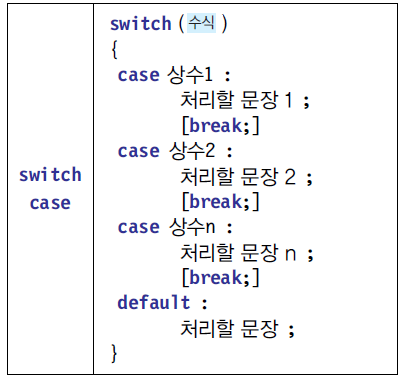 switch
case
switch (수식)
{
case 상수1 :
처리할 문장 1 ;
[break;]
case 상수2 :
처리할 문장 2 ;
[break;]
case 상수n :
처리할 문장 n ;
[break;]
default :
처리할 문장 ;
}